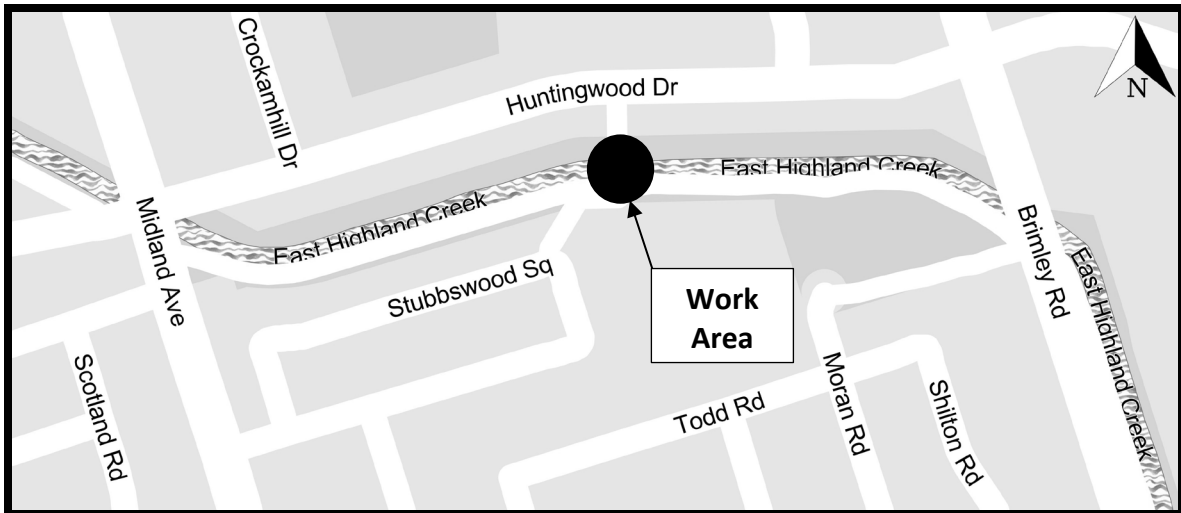 Crockamhill Dr
Huntingwood Dr
N
East Highland Creek
East Highland Creek
Midland Ave
Stubbswood Sq
Brimley Rd
East Highland Creek
Work
Area
Scotland Rd
Moran Rd
Shilton Rd
Todd Rd